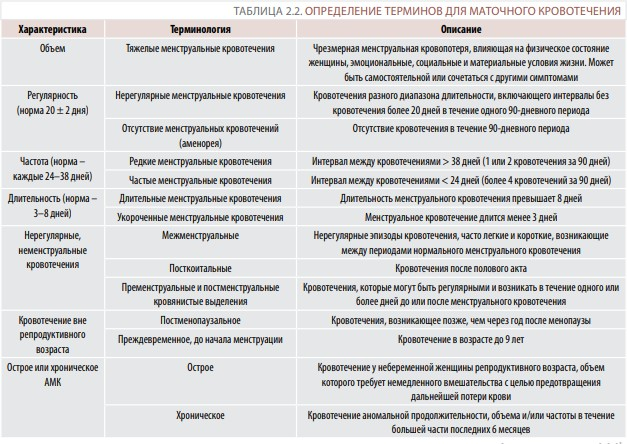 ТАБЛИЦА 2.2. ОПРЕДЕЛЕНИЕ ТЕРМИНОВ ДЛЯ МАТОЧНОГО КРОВОТЕЧЕНИЯ
Характеристика Терминология Описание
Объем Тяжелые менструальные кровотечения Чрезмерная менструальная кровопотеря, влияющая на физическое состояние
женщины, эмоциональные, социальные и материальные условия жизни. Может
быть самостоятельной или сочетаться с другими симптомами
Регулярность Нерегулярные менструальные кровотечения Кровотечения разного диапазона длительности, включающего интервалы без
(норма 20 ± 2 дня) кровотечения более 20 дней в течение одного 90-дневного периода
Отсутствие менструальных кровотечений Отсутствие кровотечения в течение 90-дневного периода
(аменорея)
Частота (норма – Редкие менструальные кровотечения Интервал между кровотечениями > 38 дней (1 или 2 кровотечения за 90 дней)
каждые 24–38 дней) Частые менструальные кровотечения Интервал между кровотечениями < 24 дней (более 4 кровотечений за 90 дней)
Длительность (норма – Длительные менструальные кровотечения Длительность менструального кровотечения превышает 8 дней
3–8 дней) Укороченные менструальные кровотечения Менструальное кровотечение длится менее 3 дней
Нерегулярные, Межменструальные Нерегулярные эпизоды кровотечения, часто легкие и короткие, возникающие
неменструальные между периодами нормального менструального кровотечения
кровотечения Посткоитальные Кровотечения после полового акта
Пременструальные и постменструальные Кровотечения, которые могут быть регулярными и возникать в течение одного или
кровянистые выделения более дней до или после менструального кровотечения
Кровотечение вне Постменопаузальное Кровотечения, возникающее позже, чем через год после менопаузы
репродуктивного
возраста Преждевременное, до начала менструации Кровотечение в возрасте до 9 лет
Острое или хроническое Острое Кровотечение у небеременной женщины репродуктивного возраста, объем
АМК которого требует немедленного вмешательства с целью предотвращения
дальнейшей потери крови
Хроническое Кровотечение аномальной продолжительности, объема и/или частоты в течение
большей части последних 6 месяцев